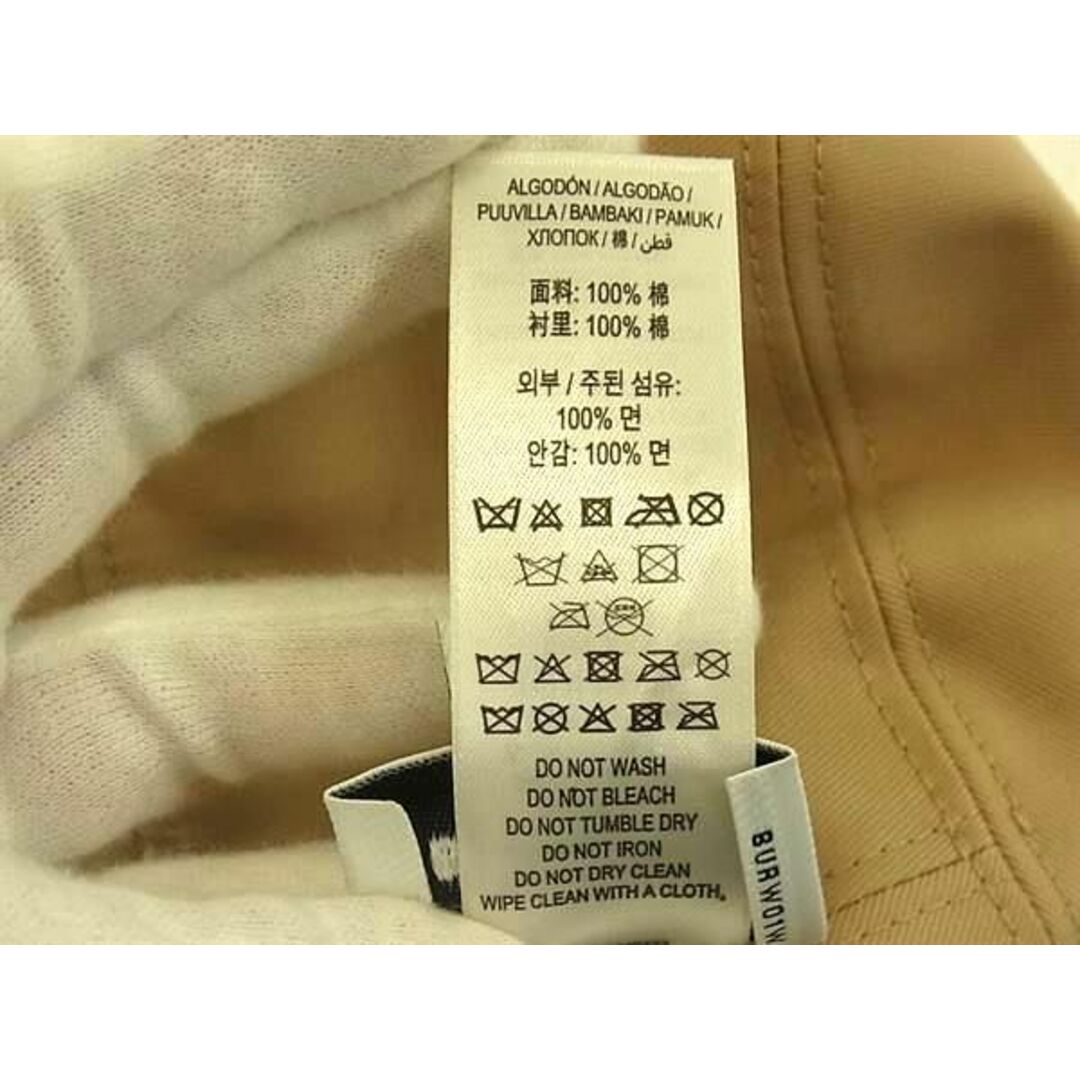 ALGODÓN / ALGODÃO /
PUUVILLA / BAMBAKI / PAMUK /
ХЛОПОК / 棉 / قطن
面料: 100% 棉
衬里: 100% 棉
외부 / 주된 섬유:
100% 면
안감: 100% 면
DO NOT WASH
DO NOT BLEACH
DO NOT TUMBLE DRY
DO NOT IRON
DO NOT DRY CLEAN
WIPE CLEAN WITH A CLOTH.
BURW01W